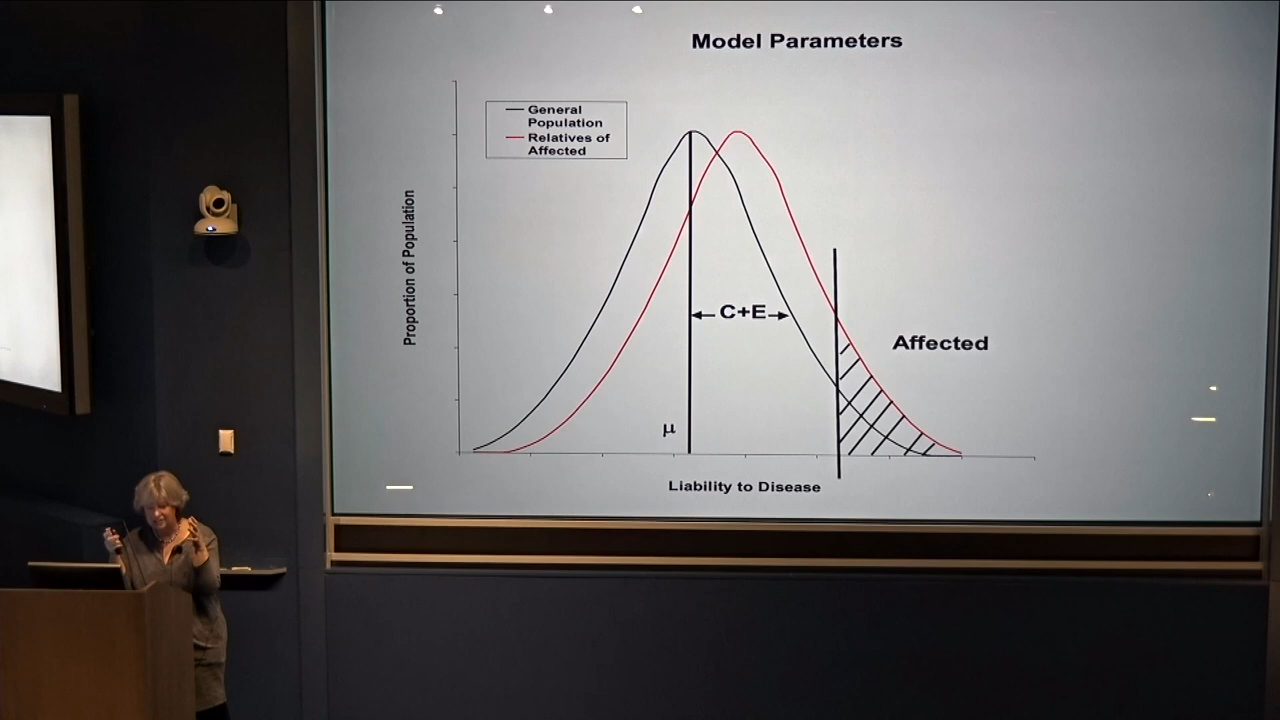 Model Parameters
General
Population
Relatives of
Affected
Proportion of Population
C+E
Affected
μ
Liability to Disease